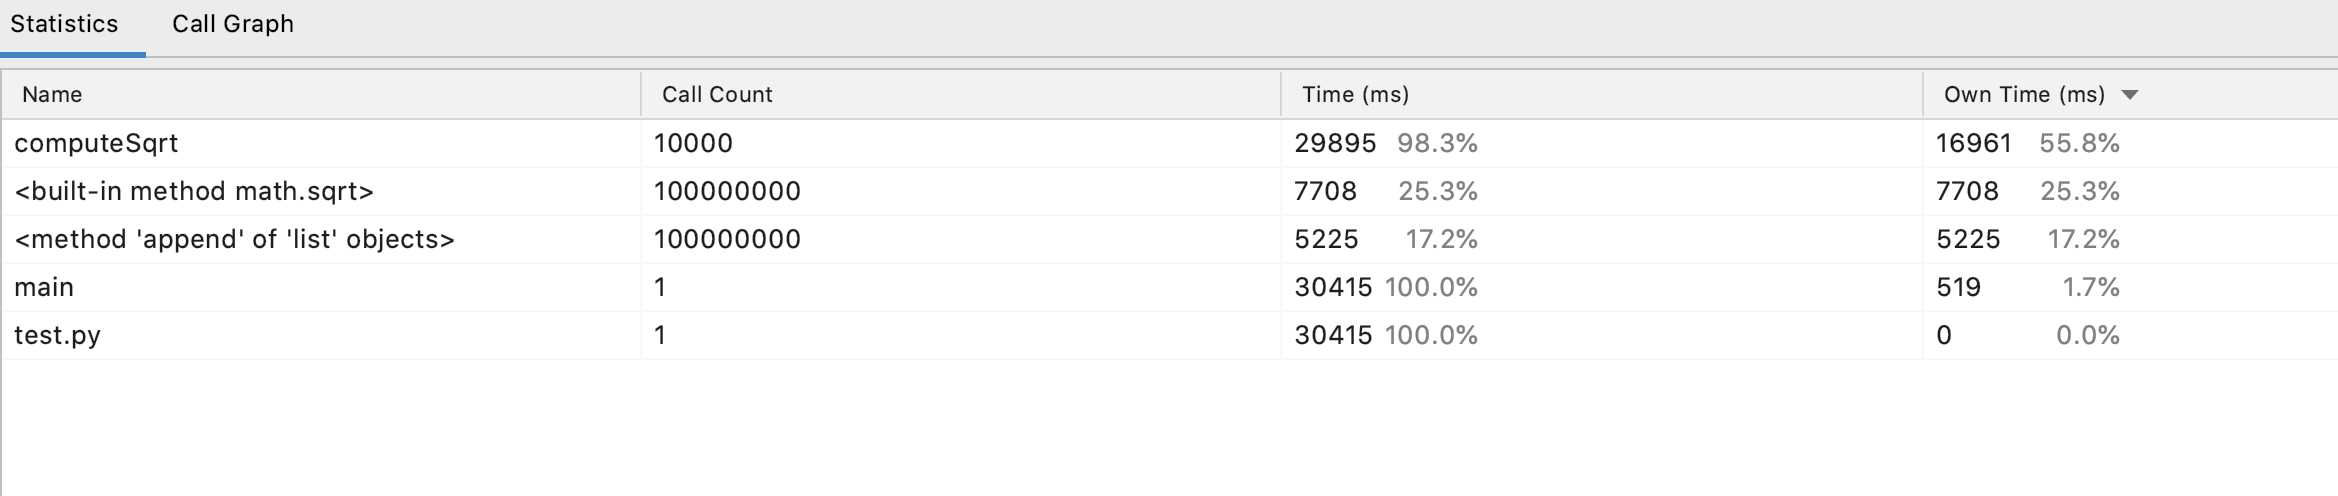 Statistics Call Graph
Name Call Count Time (ms) Own Time (ms)
computeSqrt 10000 29895 98.3% 16961 55.8%
<built-in method math.sqrt> 100000000 7708 25.3% 7708 25.3%
<method 'append' of 'list' objects> 100000000 5225 17.2% 5225 17.2%
main 1 30415 100.0% 519 1.7%
test.py 1 30415 100.0% 0 0.0%